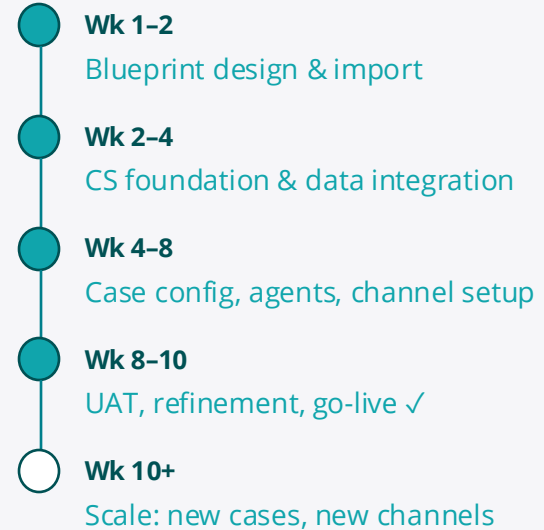 Wk 1–2
Blueprint design & import
Wk 2–4
CS foundation & data integration
Wk 4–8
Case config, agents, channel setup
Wk 8–10
UAT, refinement, go-live ✓
Wk 10+
Scale: new cases, new channels